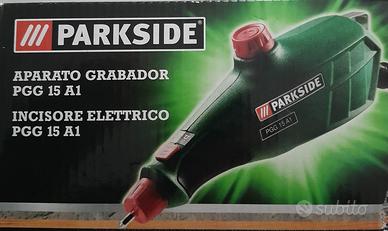 PARKSIDE®
APARATO GRABADOR
PGG 15 A1
INCISORE ELETTRICO
PGG 15 A1
PARKSIDE
PGG 15 A1
subito